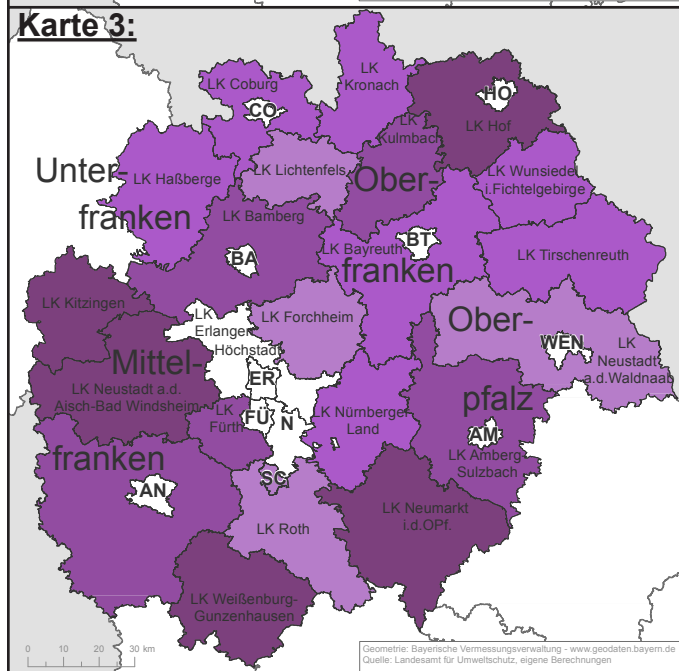 Karte 3:
LK Coburg
CO
LK
Kronach
HO
LK Hof
LK
Kulmbach
LK Lichtenfels
Ober-
LK Wunsiedel
i.Fichtelgebirge
Unter-
franken
LK Haßberge
LK Bamberg
BA
LK Bayreuth
BT
franken
LK Tirschenreuth
LK Kitzingen
LK
Erlangen
Höchstadt
LK Forchheim
Ober-
WEN
LK
Neustadt
a.d.Waldnaab
Mittel-
ER
LK Neustadt a.d.
Aisch-Bad Windsheim
LK
Fürth
FÜ
N
LK Nürnberger
Land
pfalz
AM
LK Amberg-
Sulzbach
franken
AN
SC
LK Roth
LK Neumarkt
i.d.OPf.
LK Weißenburg-
Gunzenhausen
0 10 20 30 km
Geometrie: Bayerische Vermessungsverwaltung - www.geodaten.bayern.de
Quelle: Landesamt für Umweltschutz, eigene Berechnungen